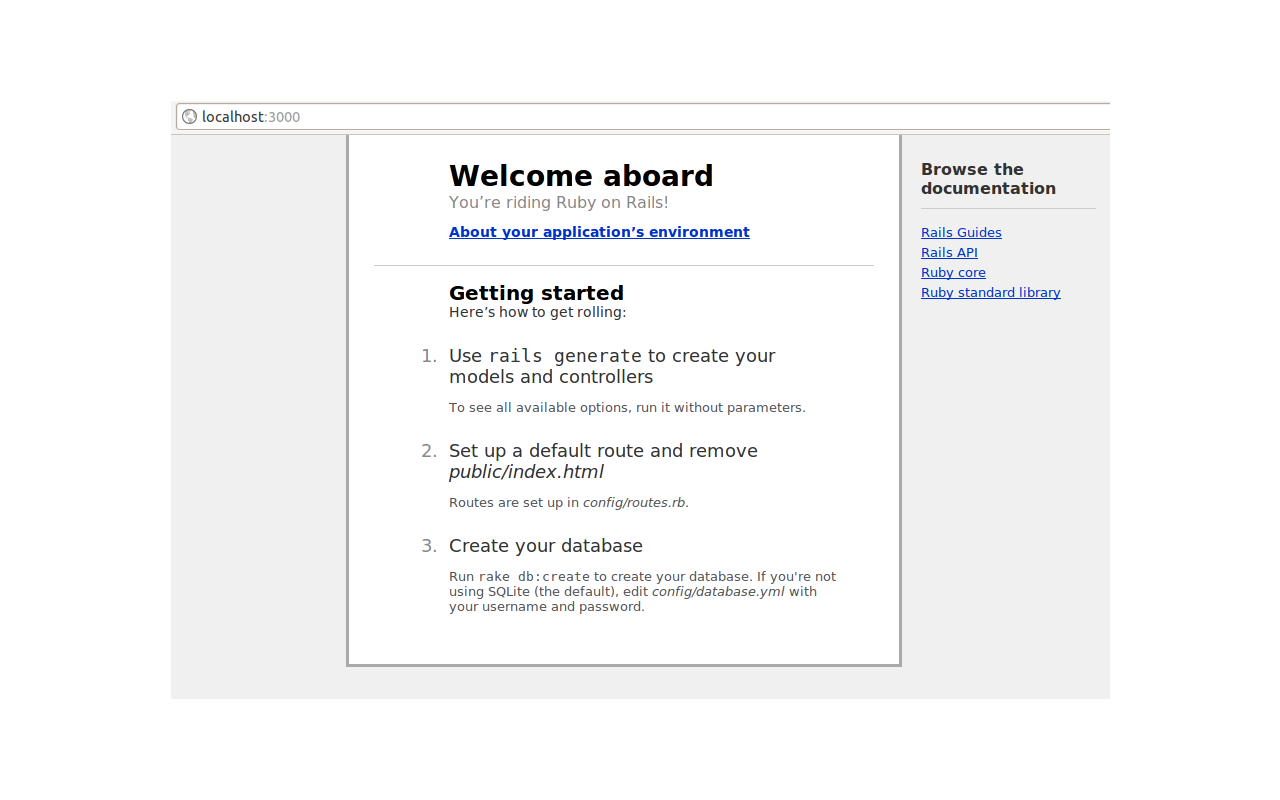 localhost:3000
Welcome aboard
You’re riding Ruby on Rails!
About your application’s environment
Getting started
Here’s how to get rolling:
1. Use rails generate to create your
models and controllers
To see all available options, run it without parameters.
2. Set up a default route and remove
public/index.html
Routes are set up in config/routes.rb.
3. Create your database
Run rake db:create to create your database. If you're not
using SQLite (the default), edit config/database.yml with
your username and password.
Browse the
documentation
Rails Guides
Rails API
Ruby core
Ruby standard library